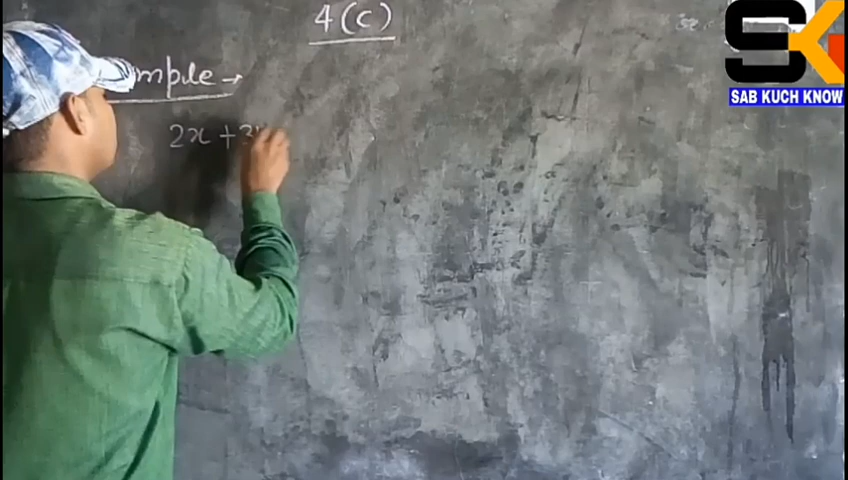 4(c)
mple →
2x + 3
SK
SAB KUCH KNOW